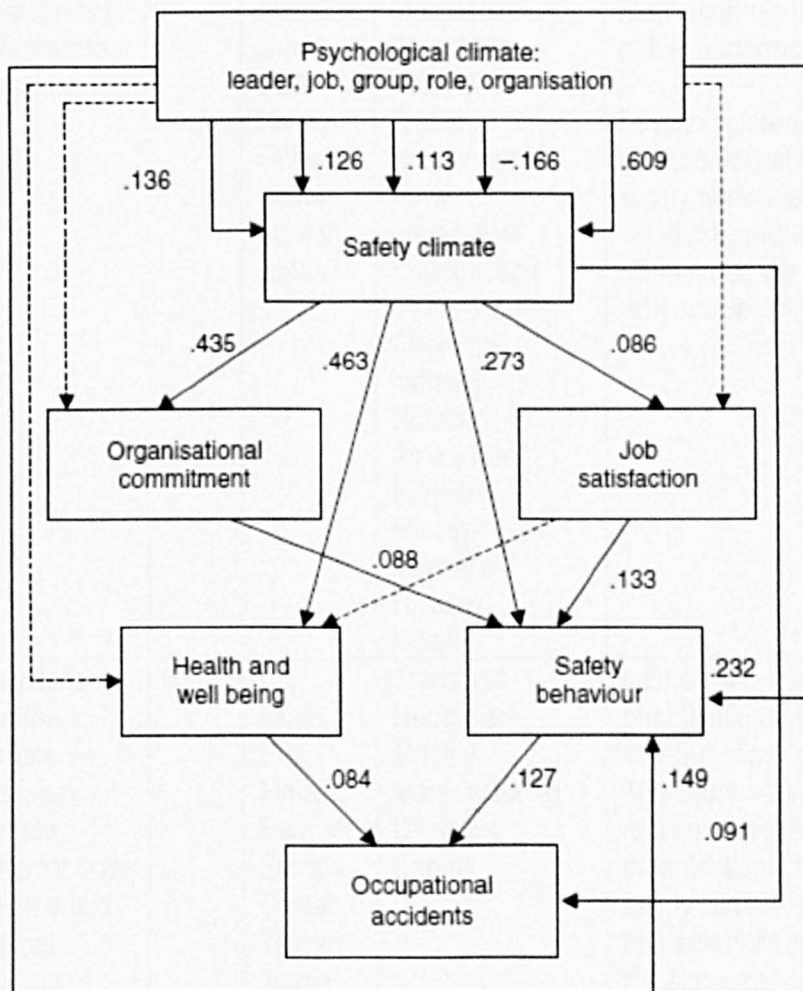 Psychological climate:
leader, job, group, role, organisation
.136
.126
.113
–.166
.609
Safety climate
.435
.463
.273
.086
Organisational
commitment
Job
satisfaction
.088
.133
Health and
well being
Safety
behaviour
.232
.084
.127
.149
.091
Occupational
accidents